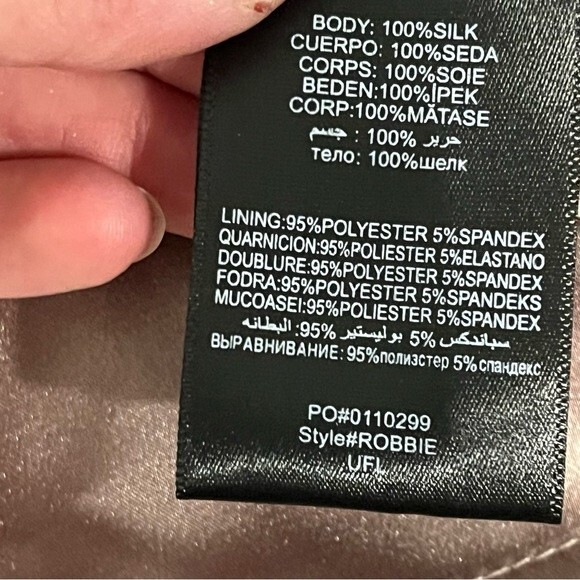 BODY: 100%SILK
CUERPO: 100%SEDA
CORPS: 100%SOIE
BEDEN:100%İPEK
CORP:100%MĂTASE
حرير 100% : جسم
тело: 100%шелк
LINING:95%POLYESTER 5%SPANDEX
QUARNICION:95%POLIESTER 5%ELASTAÑO
DOUBLURE:95%POLYESTER 5%SPANDEX
FODRA:95%POLYESTER 5%SPANDEKS
MUCOASEI:95%POLIESTER 5%SPANDEX
سباندكس 5% بوليستير 95% :البطانه
ВЫРАВНИВАНИЕ: 95%полиэстер 5%спандекс
PO#0110299
Style#ROBBIE
UFL